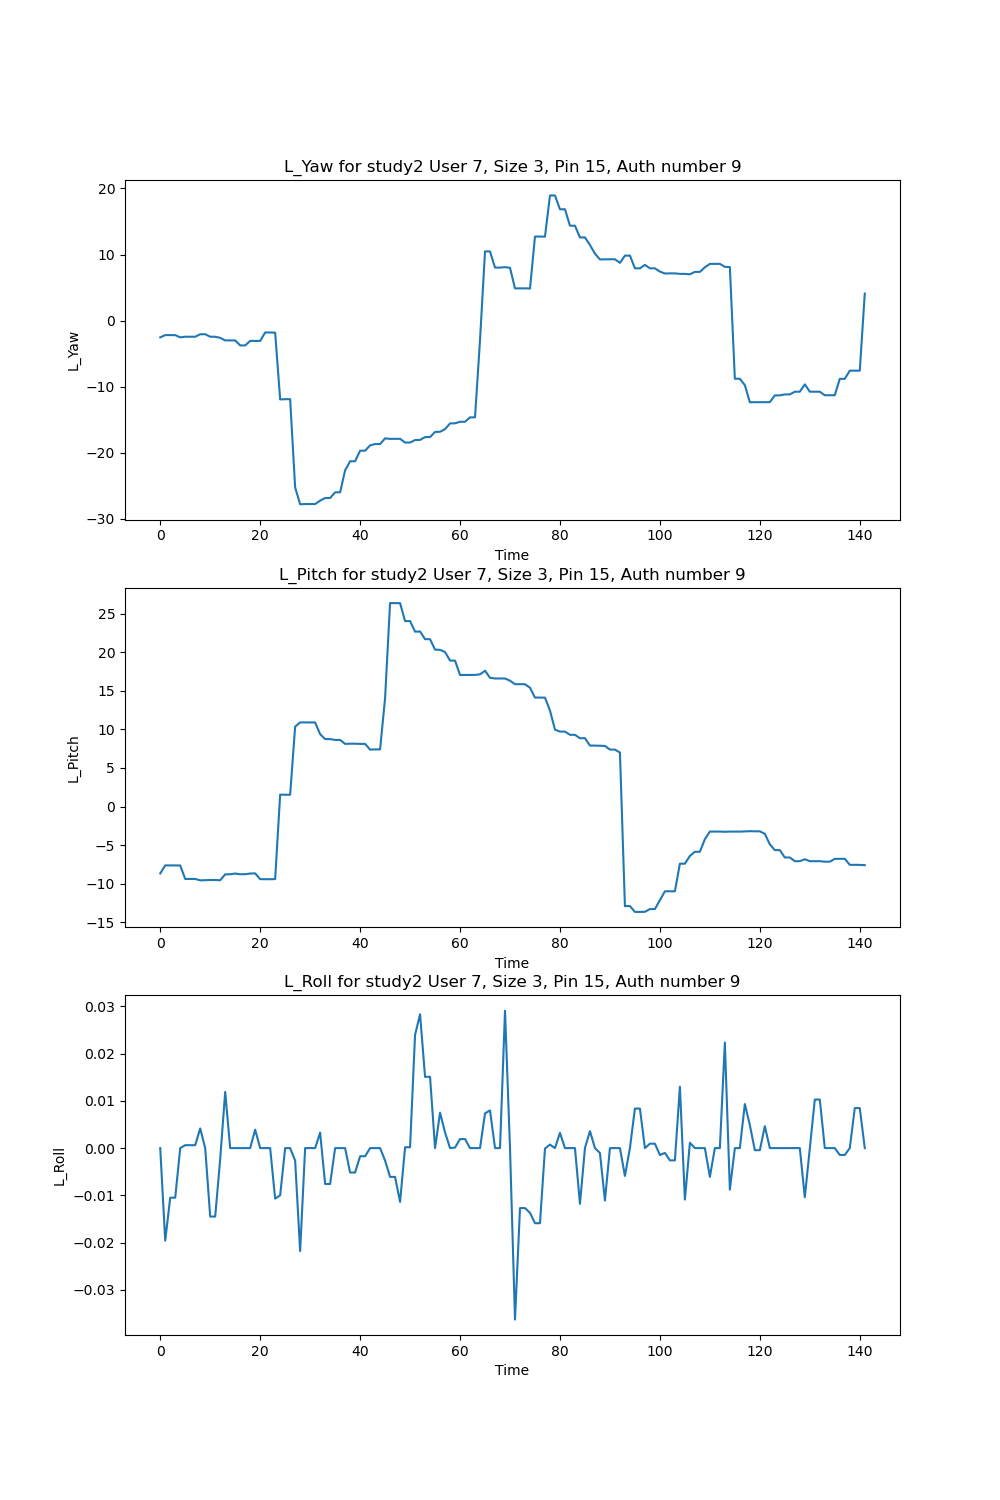 L_Yaw for study2 User 7, Size 3, Pin 15, Auth number 9
20
10
0
−10
−20
−30
L_Yaw
0 20 40 60 80 100 120 140
Time
L_Pitch for study2 User 7, Size 3, Pin 15, Auth number 9
25
20
15
10
5
0
−5
−10
−15
L_Pitch
0 20 40 60 80 100 120 140
Time
L_Roll for study2 User 7, Size 3, Pin 15, Auth number 9
0.03
0.02
0.01
0.00
−0.01
−0.02
−0.03
L_Roll
0 20 40 60 80 100 120 140
Time